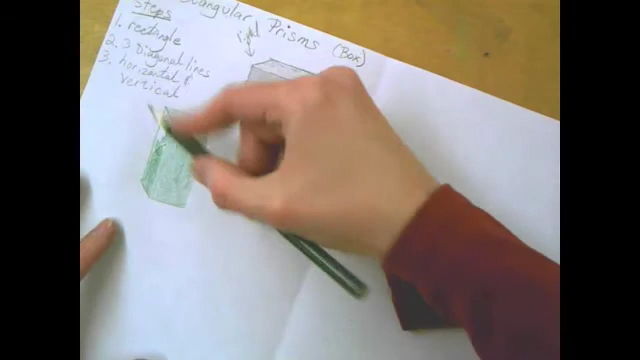 Steps
Prisms (Box)
1. rectangle
2. 3 Diagonal lines
3. horizontal &
vertical